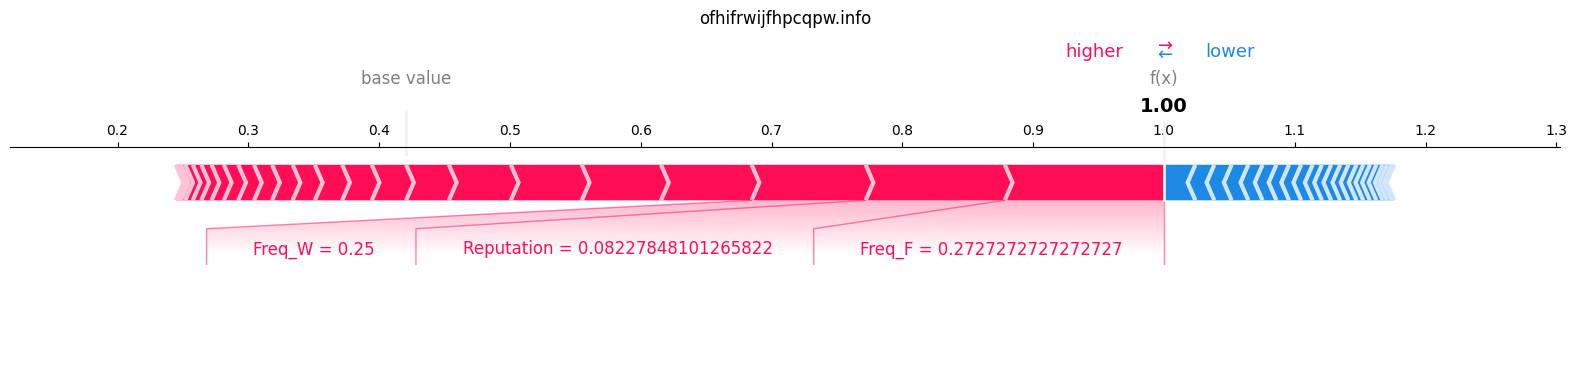 ofhifrwijfhpcqpw.info
higher ⇄ lower
base value f(x)
1.00
0.2 0.3 0.4 0.5 0.6 0.7 0.8 0.9 1.0 1.1 1.2 1.3
Freq_W = 0.25 Reputation = 0.08227848101265822 Freq_F = 0.2727272727272727